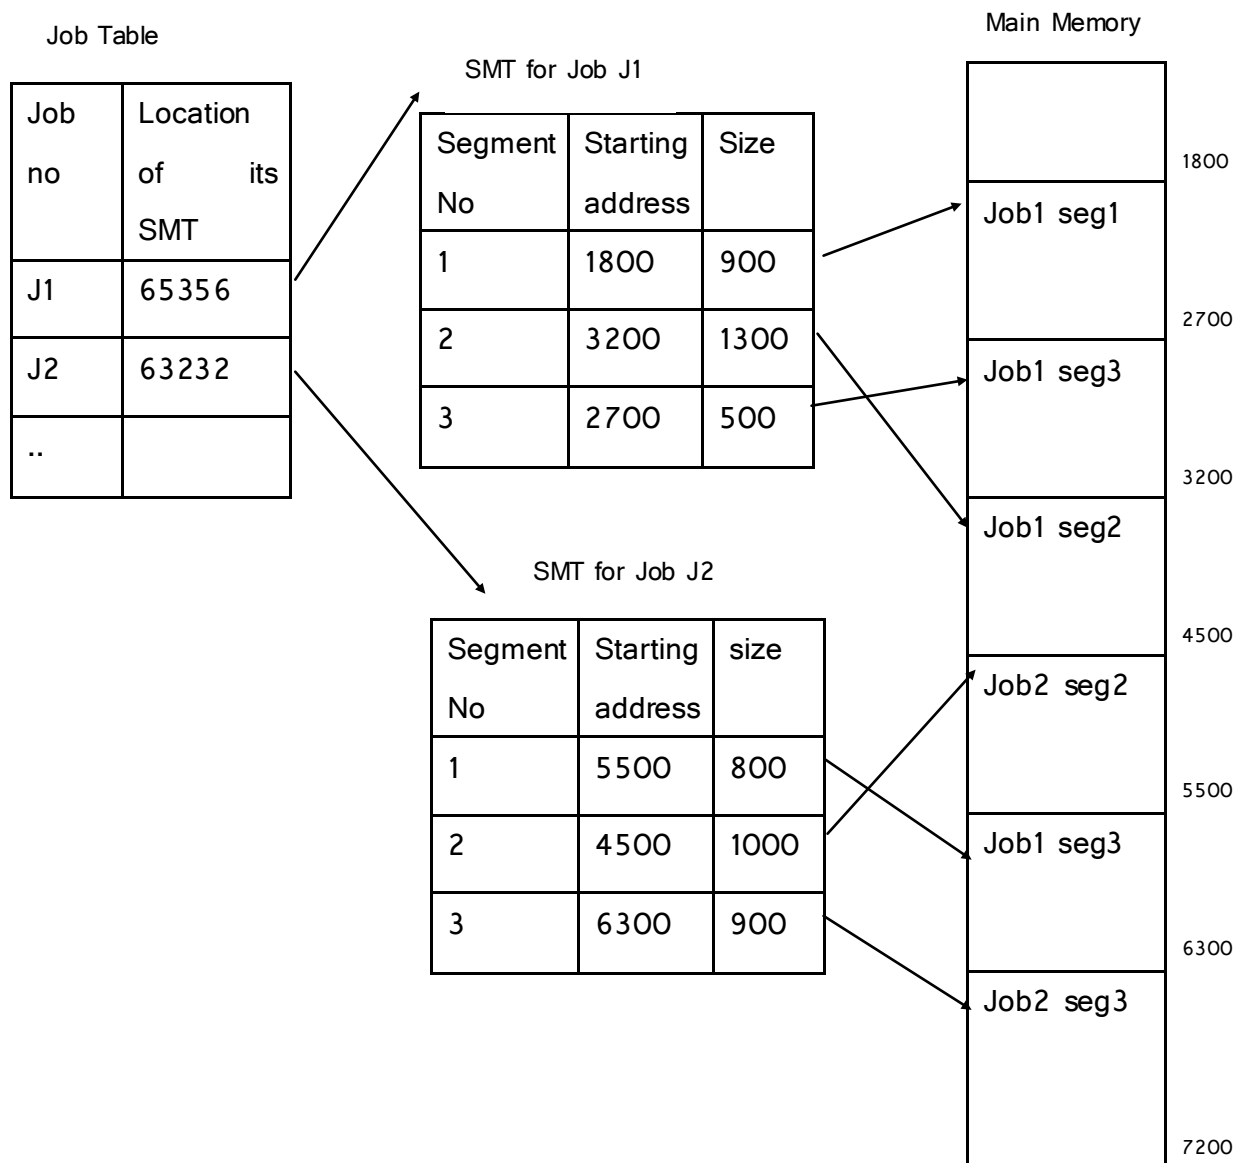 Job Table
Job no
Location of its SMT
J1
65356
J2
63232
..
SMT for Job J1
Segment No
Starting address
Size
1
1800
900
2
3200
1300
3
2700
500
SMT for Job J2
Segment No
Starting address
size
1
5500
800
2
4500
1000
3
6300
900
Main Memory
1800
Job1 seg1
2700
Job1 seg3
3200
Job1 seg2
4500
Job2 seg2
5500
Job1 seg3
6300
Job2 seg3
7200